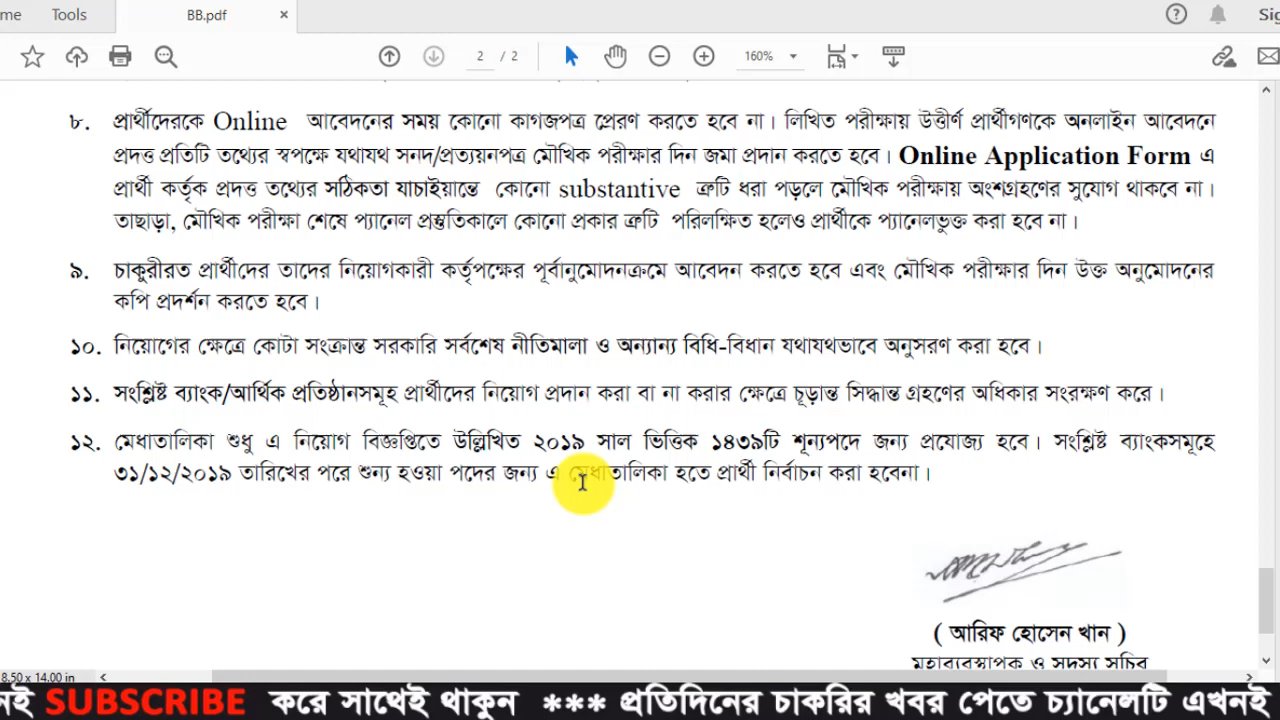 me Tools BB.pdf × Sig
2 / 2 160%
৮. প্রার্থীদেরকে Online আবেদনের সময় কোনো কাগজপত্র প্রেরণ করতে হবে না। লিখিত পরীক্ষায় উত্তীর্ণ প্রার্থীগণকে অনলাইন আবেদনে
প্রদত্ত প্রতিটি তথ্যের স্বপক্ষে যথাযথ সনদ/প্রত্যয়নপত্র মৌখিক পরীক্ষার দিন জমা প্রদান করতে হবে। Online Application Form এ
প্রার্থী কর্তৃক প্রদত্ত তথ্যের সঠিকতা যাচাইয়ান্তে কোনো substantive ত্রুটি ধরা পড়লে মৌখিক পরীক্ষায় অংশগ্রহণের সুযোগ থাকবে না।
তাছাড়া, মৌখিক পরীক্ষা শেষে প্যানেল প্রস্তুতিকালে কোনো প্রকার ত্রুটি পরিলক্ষিত হলেও প্রার্থীকে প্যানেলভুক্ত করা হবে না।
৯. চাকুরীরত প্রার্থীদের তাদের নিয়োগকারী কর্তৃপক্ষের পূর্বানুমোদনক্রমে আবেদন করতে হবে এবং মৌখিক পরীক্ষার দিন উক্ত অনুমোদনের
কপি প্রদর্শন করতে হবে।
১০. নিয়োগের ক্ষেত্রে কোটা সংক্রান্ত সরকারি সর্বশেষ নীতিমালা ও অন্যান্য বিধি-বিধান যথাযথভাবে অনুসরণ করা হবে।
১১. সংশ্লিষ্ট ব্যাংক/আর্থিক প্রতিষ্ঠানসমূহ প্রার্থীদের নিয়োগ প্রদান করা বা না করার ক্ষেত্রে চূড়ান্ত সিদ্ধান্ত গ্রহণের অধিকার সংরক্ষণ করে।
১২. মেধাতালিকা শুধু এ নিয়োগ বিজ্ঞপ্তিতে উল্লিখিত ২০১৯ সাল ভিত্তিক ১৪৩৯টি শূন্যপদে জন্য প্রযোজ্য হবে। সংশ্লিষ্ট ব্যাংকসমূহে
৩১/১২/২০১৯ তারিখের পরে শুন্য হওয়া পদের জন্য এ মেধাতালিকা হতে প্রার্থী নির্বাচন করা হবেনা।
( আরিফ হোসেন খান )
মহাব্যবস্থাপক ও সদস্য সচিব
8.50 x 14.00 in
নই SUBSCRIBE করে সাথেই থাকুন *** প্রতিদিনের চাকরির খবর পেতে চ্যানেলটি এখনই